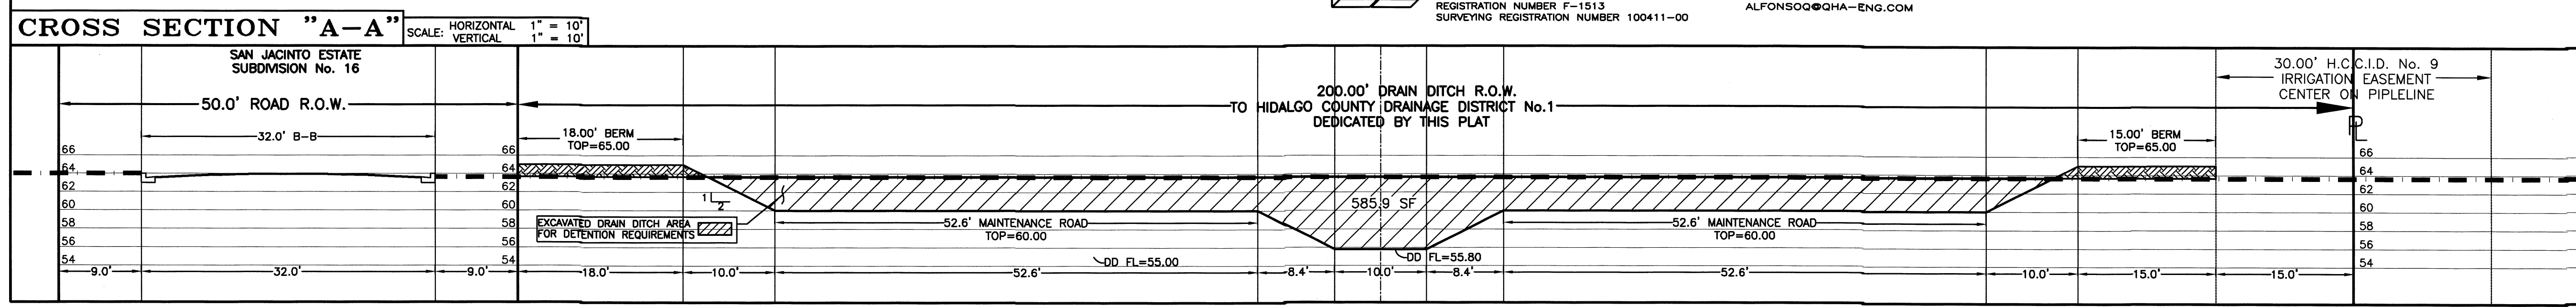 REGISTRATION NUMBER F-1513
SURVEYING REGISTRATION NUMBER 100411-00
ALFONSOQ@QHA-ENG.COM
CROSS SECTION "A-A"
SCALE: HORIZONTAL 1" = 10'
VERTICAL 1" = 10'
SAN JACINTO ESTATE
SUBDIVISION No. 16
50.0' ROAD R.O.W.
32.0' B-B
200.00' DRAIN DITCH R.O.W.
TO HIDALGO COUNTY DRAINAGE DISTRICT No.1
DEDICATED BY THIS PLAT
30.00' H.C.C.I.D. No. 9
IRRIGATION EASEMENT
CENTER ON PIPLELINE
18.00' BERM
TOP=65.00
15.00' BERM
TOP=65.00
PL
66 66 66
64 64 64
62 62 62
60 60 60
58 58 58
56 56 56
54 54 54
1
2
585.9 SF
EXCAVATED DRAIN DITCH AREA
FOR DETENTION REQUIREMENTS
52.6' MAINTENANCE ROAD
TOP=60.00
52.6' MAINTENANCE ROAD
TOP=60.00
DD FL=55.00
DD FL=55.80
9.0' 32.0' 9.0' 18.0' 10.0' 52.6' 8.4' 10.0' 8.4' 52.6' 10.0' 15.0' 15.0'